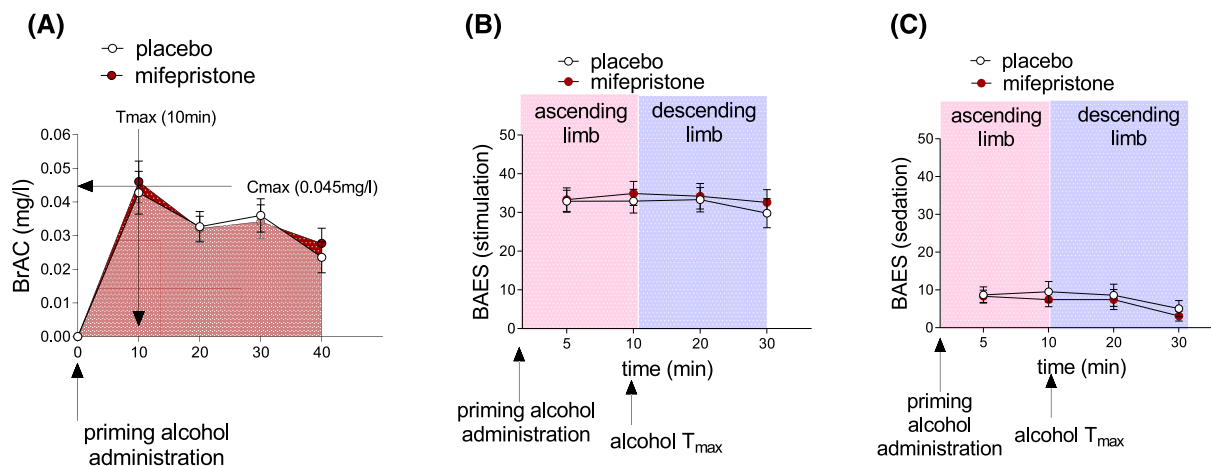 (A)
placebo
mifepristone
Tmax (10min)
Cmax (0.045mg/l)
BrAC (mg/l)
0.06
0.05
0.04
0.03
0.02
0.01
0.00
0 10 20 30 40
priming alcohol
administration
(B)
placebo
mifepristone
ascending
limb
descending
limb
BAES (stimulation)
50
40
30
20
10
0
5 10 20 30
time (min)
priming alcohol
administration
alcohol Tmax
(C)
placebo
mifepristone
ascending
limb
descending
limb
BAES (sedation)
50
40
30
20
10
0
5 10 20 30
time (min)
priming
alcohol
administration
alcohol Tmax